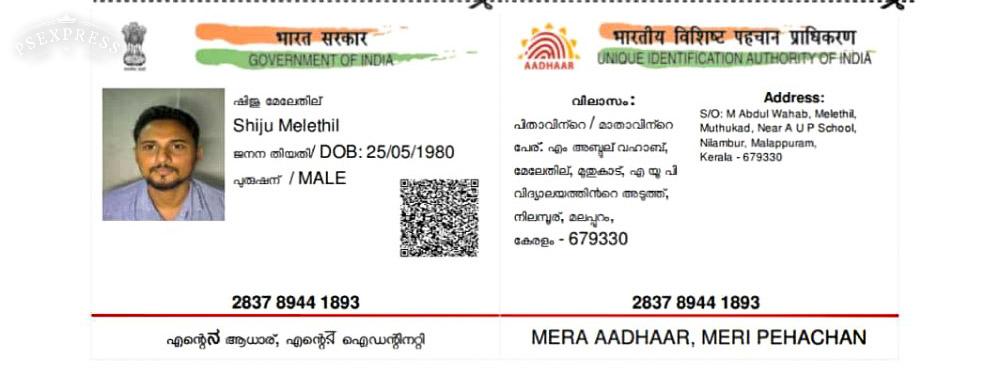 PSEXPRESS
भारत सरकार
GOVERNMENT OF INDIA
ഷിജു മേലേതില്
Shiju Melethil
ജനന തിയതി/ DOB: 25/05/1980
പുരുഷന് / MALE
2837 8944 1893
എന്റെन ആധാര്, എന്റെी ഐഡന്റിനറ്റി
भारतीय विशिष्ट पहचान प्राधिकरण
UNIQUE IDENTIFICATION AUTHORITY OF INDIA
AADHAAR
വിലാസം:
പിതാവിന്റെ / മാതാവിന്റെ
പേര്. എം അബ്ദുല് വഹാബ്,
മേലേതില്, മുതുകാട്, എ യു പി
വിദ്യാലയത്തിൻറെ അടുത്ത്,
നിലമ്പൂര്, മലപ്പുറം,
കേരളം - 679330
Address:
S/O: M Abdul Wahab, Melethil,
Muthukad, Near A U P School,
Nilambur, Malappuram,
Kerala - 679330
2837 8944 1893
MERA AADHAAR, MERI PEHACHAN